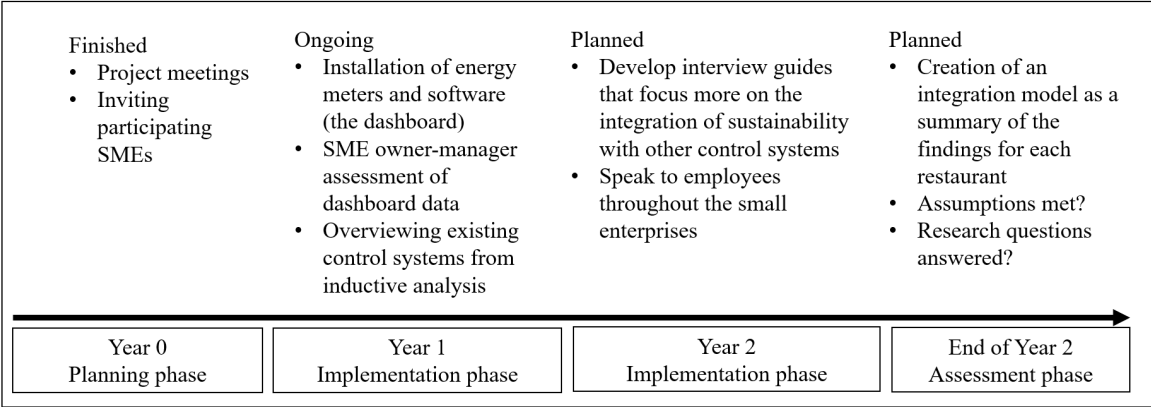 Finished
• Project meetings
• Inviting
participating
SMEs
Ongoing
• Installation of energy
meters and software
(the dashboard)
• SME owner-manager
assessment of
dashboard data
• Overviewing existing
control systems from
inductive analysis
Planned
• Develop interview guides
that focus more on the
integration of sustainability
with other control systems
• Speak to employees
throughout the small
enterprises
Planned
• Creation of an
integration model as a
summary of the
findings for each
restaurant
• Assumptions met?
• Research questions
answered?
Year 0
Planning phase
Year 1
Implementation phase
Year 2
Implementation phase
End of Year 2
Assessment phase